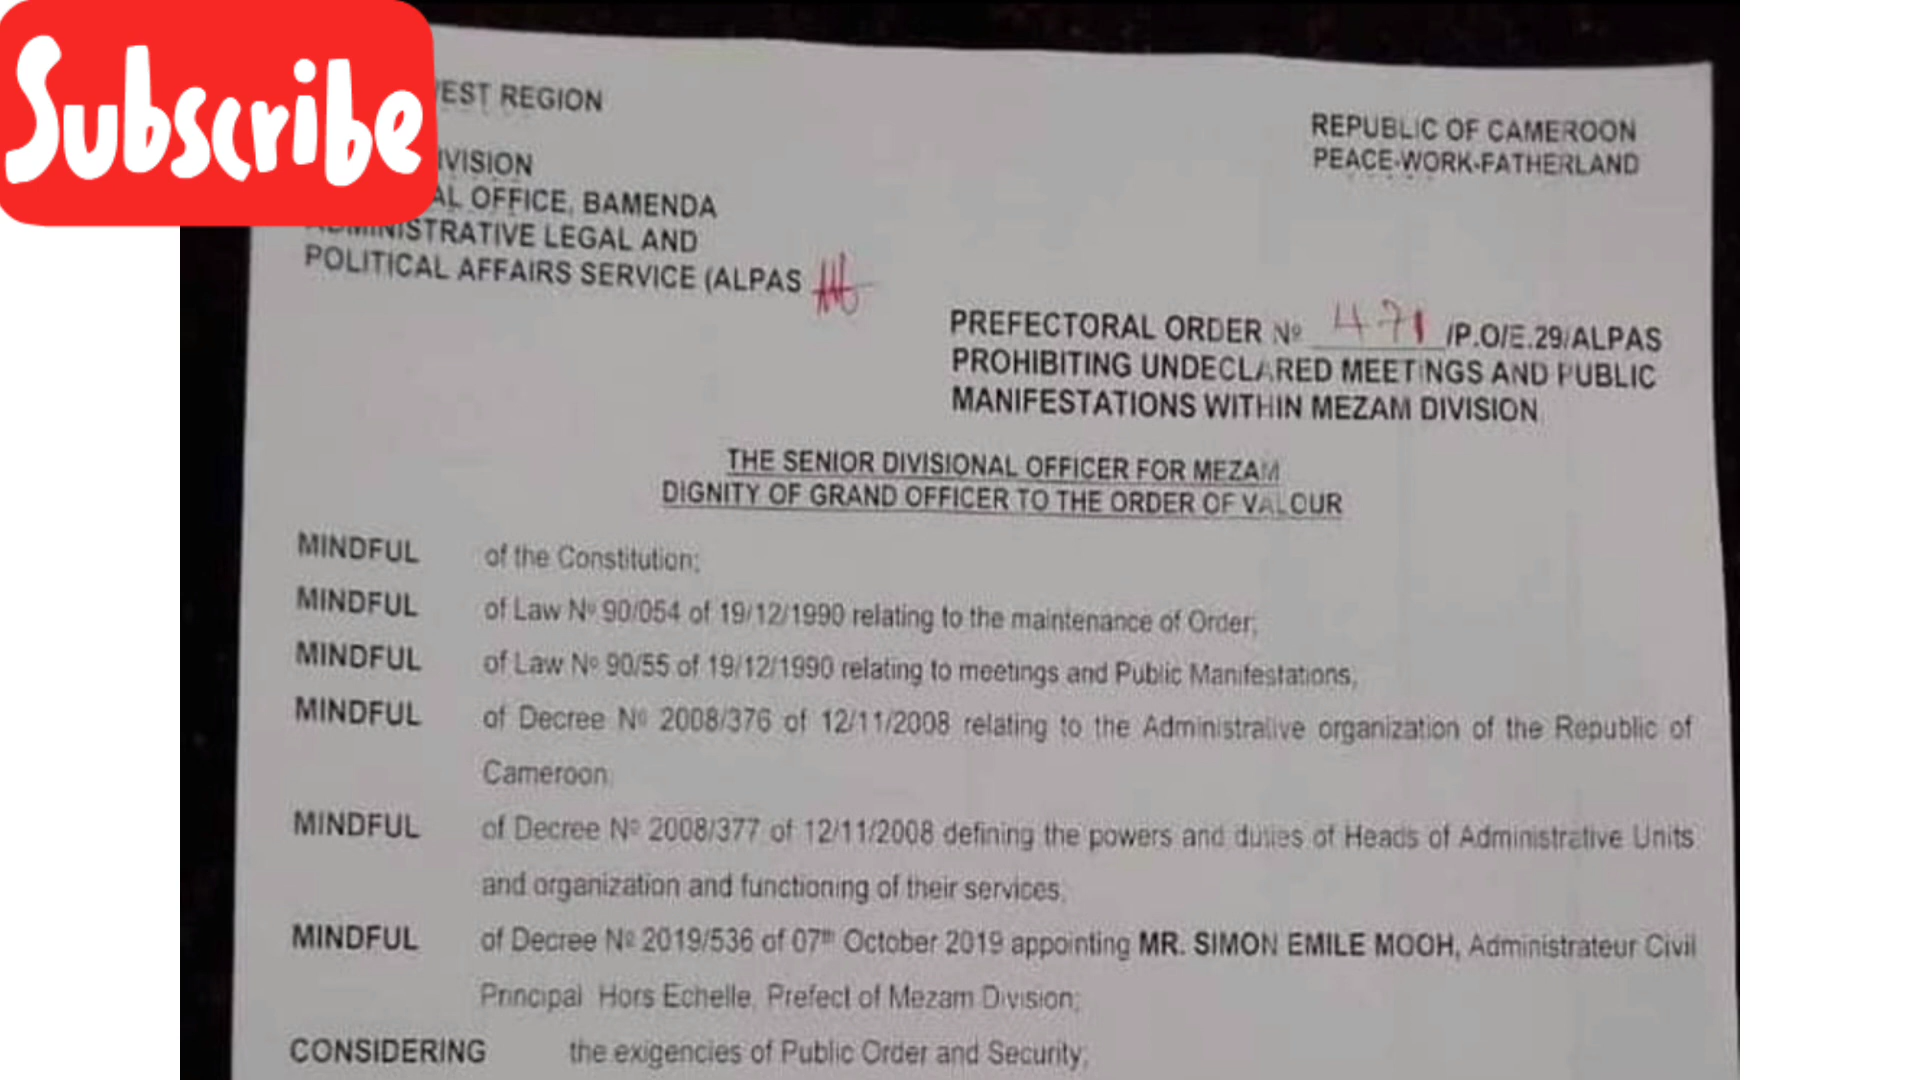 Subscribe
EST REGION
REPUBLIC OF CAMEROON
PEACE-WORK-FATHERLAND
IVISION
AL OFFICE, BAMENDA
ADMINISTRATIVE LEGAL AND
POLITICAL AFFAIRS SERVICE (ALPAS
PREFECTORAL ORDER Nº 471 /P.O/E.29/ALPAS
PROHIBITING UNDECLARED MEETINGS AND PUBLIC
MANIFESTATIONS WITHIN MEZAM DIVISION
THE SENIOR DIVISIONAL OFFICER FOR MEZAM
DIGNITY OF GRAND OFFICER TO THE ORDER OF VALOUR
MINDFUL of the Constitution;
MINDFUL of Law Nº 90/054 of 19/12/1990 relating to the maintenance of Order;
MINDFUL of Law Nº 90/55 of 19/12/1990 relating to meetings and Public Manifestations;
MINDFUL of Decree Nº 2008/376 of 12/11/2008 relating to the Administrative organization of the Republic of
Cameroon
MINDFUL of Decree Nº 2008/377 of 12/11/2008 defining the powers and duties of Heads of Administrative Units
and organization and functioning of their services;
MINDFUL of Decree Nº 2019/536 of 07th October 2019 appointing MR. SIMON EMILE MOOH, Administrateur Civil
Principal Hors Echelle, Prefect of Mezam Division;
CONSIDERING the exigencies of Public Order and Security;